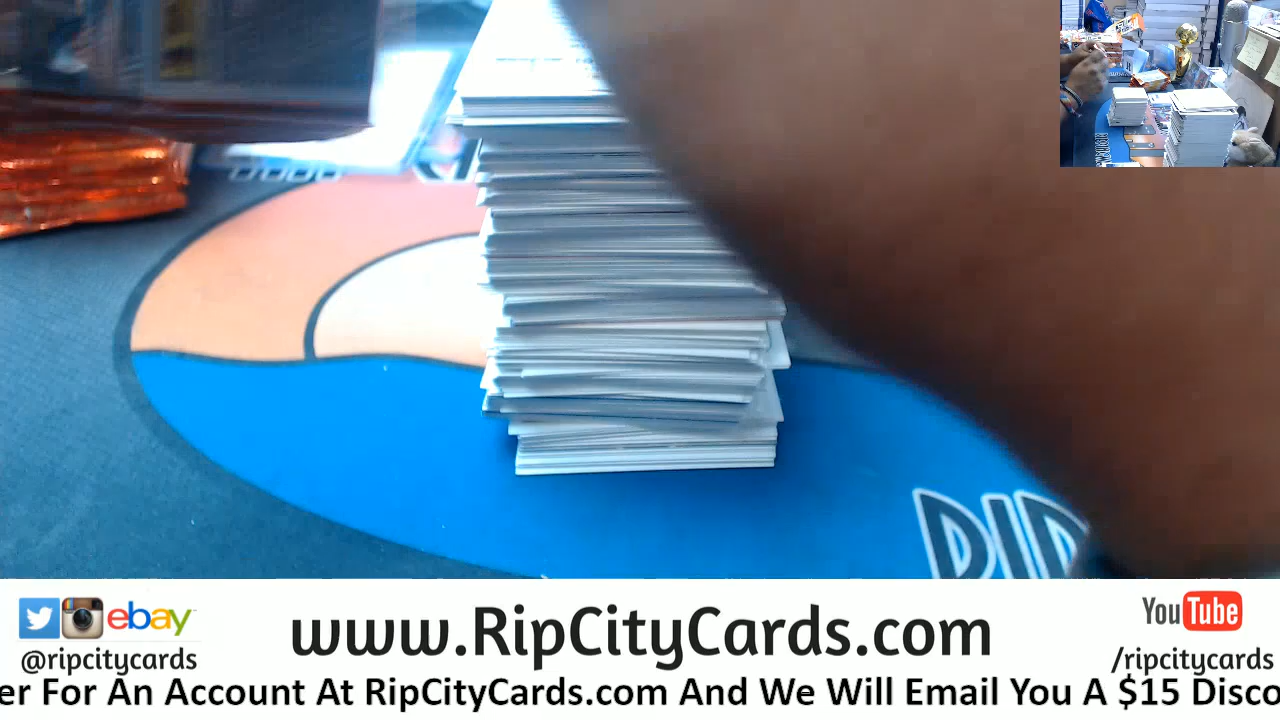 RIP
ebay
@ripcitycards
www.RipCityCards.com
YouTube
/ripcitycards
er For An Account At RipCityCards.com And We Will Email You A $15 Disco